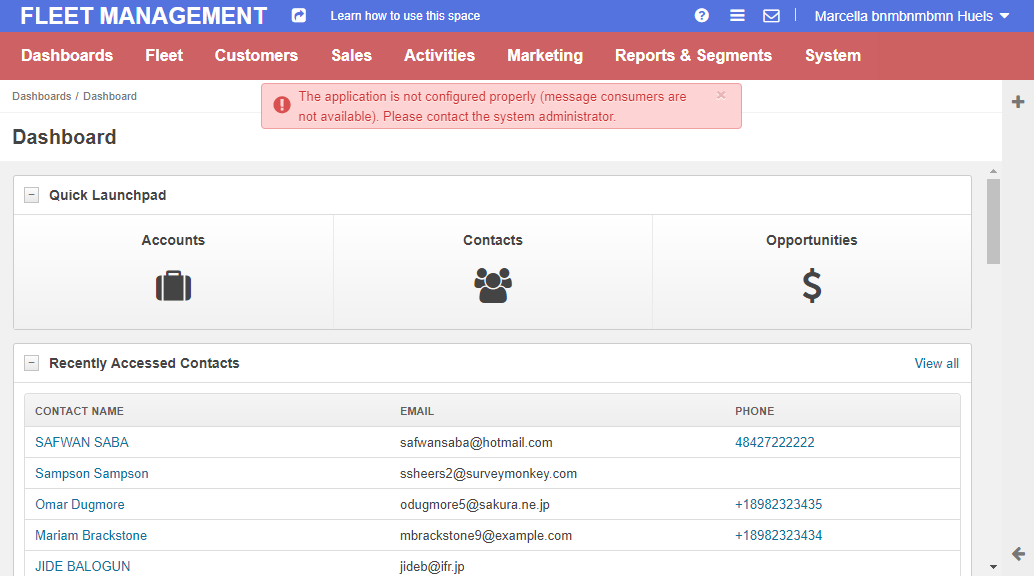 FLEET MANAGEMENT Learn how to use this space Marcella bnmbnmbmn Huels
Dashboards Fleet Customers Sales Activities Marketing Reports & Segments System
Dashboards / Dashboard
The application is not configured properly (message consumers are ×
not available). Please contact the system administrator.
Dashboard
Quick Launchpad
Accounts Contacts Opportunities
Recently Accessed Contacts View all
CONTACT NAME EMAIL PHONE
SAFWAN SABA safwansaba@hotmail.com 48427222222
Sampson Sampson ssheers2@surveymonkey.com
Omar Dugmore odugmore5@sakura.ne.jp +18982323435
Mariam Brackstone mbrackstone9@example.com +18982323434
JIDE BALOGUN jideb@ifr.jp